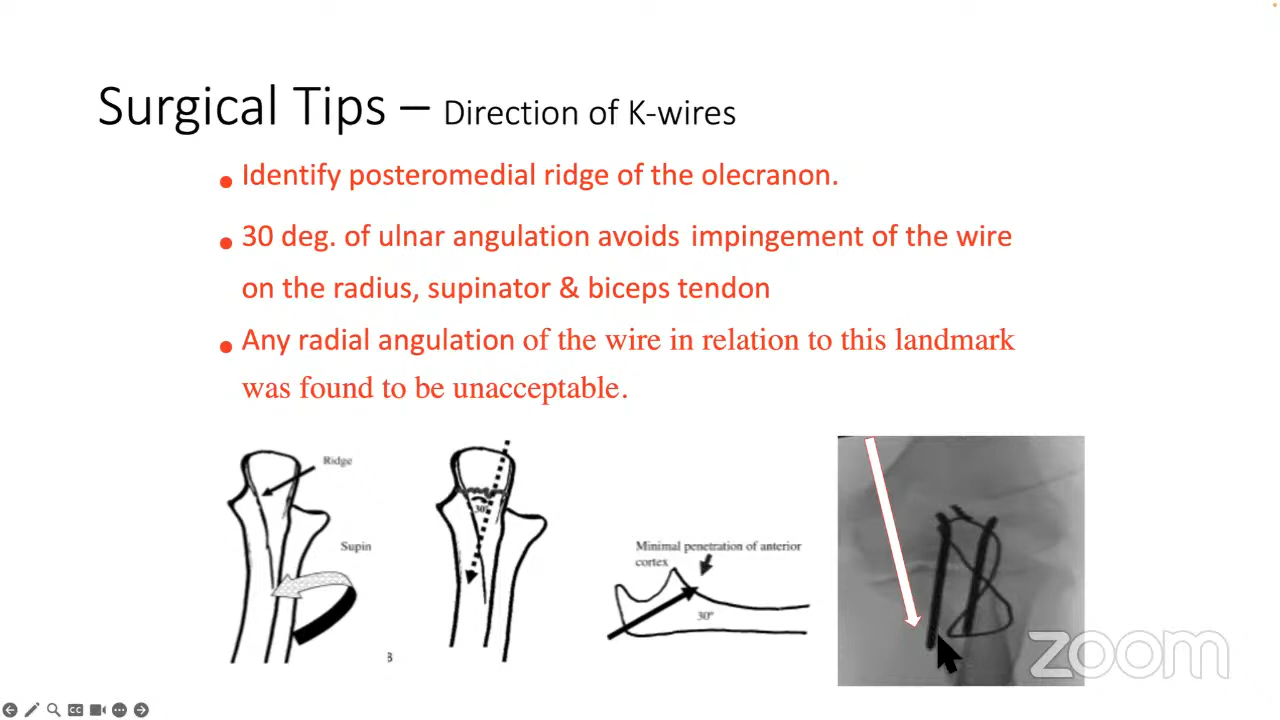 Surgical Tips – Direction of K-wires
• Identify posteromedial ridge of the olecranon.
• 30 deg. of ulnar angulation avoids impingement of the wire
on the radius, supinator & biceps tendon
• Any radial angulation of the wire in relation to this landmark
was found to be unacceptable.
Ridge
Supin
30°
Minimal penetration of anterior
cortex
30°
zoom
CC